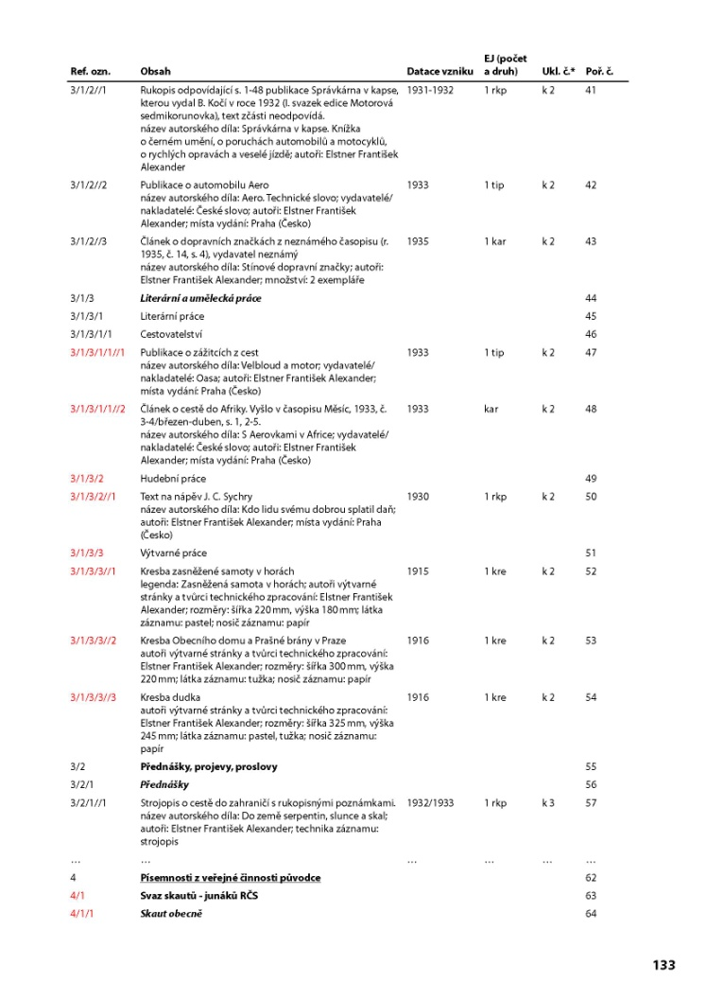 Ref. ozn. Obsah Datace vzniku EJ (počet a druh) Ukl. č.* Poř. č.
3/1/2//1 Rukopis odpovídající s. 1-48 publikace Správkárna v kapse, 1931-1932 1 rkp k 2 41
kterou vydal B. Kočí v roce 1932 (I. svazek edice Motorová
sedmikorunovka), text zčásti neodpovídá.
název autorského díla: Správkárna v kapse. Knížka
o černém umění, o poruchách automobilů a motocyklů,
o rychlých opravách a veselé jízdě; autoři: Elstner František
Alexander
3/1/2//2 Publikace o automobilu Aero 1933 1 tip k 2 42
název autorského díla: Aero. Technické slovo; vydavatelé/
nakladatelé: České slovo; autoři: Elstner František
Alexander; místa vydání: Praha (Česko)
3/1/2//3 Článek o dopravních značkách z neznámého časopisu (r. 1935 1 kar k 2 43
1935, č. 14, s. 4), vydavatel neznámý
název autorského díla: Stínové dopravní značky; autoři:
Elstner František Alexander; množství: 2 exempláře
3/1/3 Literární a umělecká práce 44
3/1/3/1 Literární práce 45
3/1/3/1/1 Cestovatelství 46
3/1/3/1/1//1 Publikace o zážitcích z cest 1933 1 tip k 2 47
název autorského díla: Velbloud a motor; vydavatelé/
nakladatelé: Oasa; autoři: Elstner František Alexander;
místa vydání: Praha (Česko)
3/1/3/1/1//2 Článek o cestě do Afriky. Vyšlo v časopisu Měsíc, 1933, č. 1933 kar k 2 48
3-4/březen-duben, s. 1, 2-5.
název autorského díla: S Aerovkami v Africe; vydavatelé/
nakladatelé: České slovo; autoři: Elstner František
Alexander; místa vydání: Praha (Česko)
3/1/3/2 Hudební práce 49
3/1/3/2//1 Text na nápěv J. C. Sychry 1930 1 rkp k 2 50
název autorského díla: Kdo lidu svému dobrou splatil daň;
autoři: Elstner František Alexander; místa vydání: Praha
(Česko)
3/1/3/3 Výtvarné práce 51
3/1/3/3//1 Kresba zasněžené samoty v horách 1915 1 kre k 2 52
legenda: Zasněžená samota v horách; autoři výtvarné
stránky a tvůrci technického zpracování: Elstner František
Alexander; rozměry: šířka 220 mm, výška 180 mm; látka
záznamu: pastel; nosič záznamu: papír
3/1/3/3//2 Kresba Obecního domu a Prašné brány v Praze 1916 1 kre k 2 53
autoři výtvarné stránky a tvůrci technického zpracování:
Elstner František Alexander; rozměry: šířka 300 mm, výška
220 mm; látka záznamu: tužka; nosič záznamu: papír
3/1/3/3//3 Kresba dudka 1916 1 kre k 2 54
autoři výtvarné stránky a tvůrci technického zpracování:
Elstner František Alexander; rozměry: šířka 325 mm, výška
245 mm; látka záznamu: pastel, tužka; nosič záznamu:
papír
3/2 Přednášky, projevy, proslovy 55
3/2/1 Přednášky 56
3/2/1//1 Strojopis o cestě do zahraničí s rukopisnými poznámkami. 1932/1933 1 rkp k 3 57
název autorského díla: Do země serpentin, slunce a skal;
autoři: Elstner František Alexander; technika záznamu:
strojopis
… … … … … …
4 Písemnosti z veřejné činnosti původce 62
4/1 Svaz skautů - junáků RČS 63
4/1/1 Skaut obecně 64
133